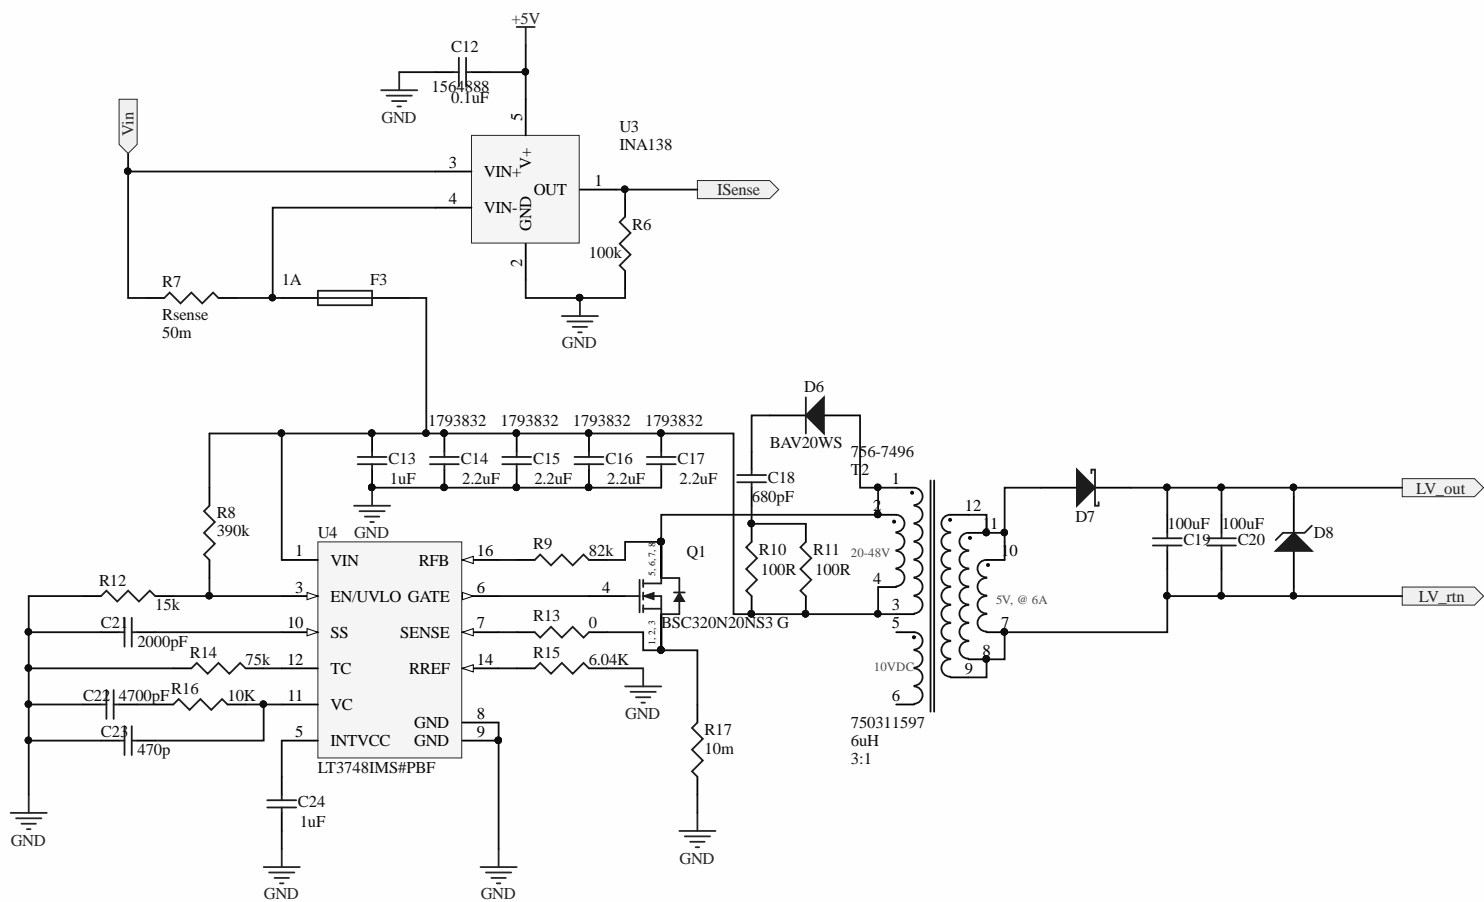 +5V
C12
1564888
0.1uF
GND
Vin
5
U3
INA138
3
VIN+
V+
4
VIN-
GND
OUT
1
ISense
R6
100k
2
GND
R7
Rsense
50m
1A
F3
D6
BAV20WS
1793832
1793832
1793832
1793832
C13
1uF
C14
2.2uF
C15
2.2uF
C16
2.2uF
C17
2.2uF
GND
C18
680pF
756-7496
T2
R8
390k
U4
1
VIN
RFB
16
R9
82k
Q1
5, 6, 7, 8
R12
15k
3
EN/UVLO
GATE
6
4
BSC320N20NS3 G
1, 2, 3
C21
2000pF
10
SS
SENSE
7
R13
0
R14
75k
12
TC
RREF
14
R15
6.04K
GND
C22
4700pF
R16
10K
11
VC
GND
8
C23
470p
5
INTVCC
GND
9
LT3748IMS#PBF
C24
1uF
GND
GND
GND
R17
10m
GND
R10
100R
R11
100R
1
2
20-48V
4
3
5
10VDC
6
750311597
6uH
3:1
12
11
10
5V, @ 6A
7
8
9
D7
100uF
C19
100uF
C20
D8
LV_out
LV_rtn